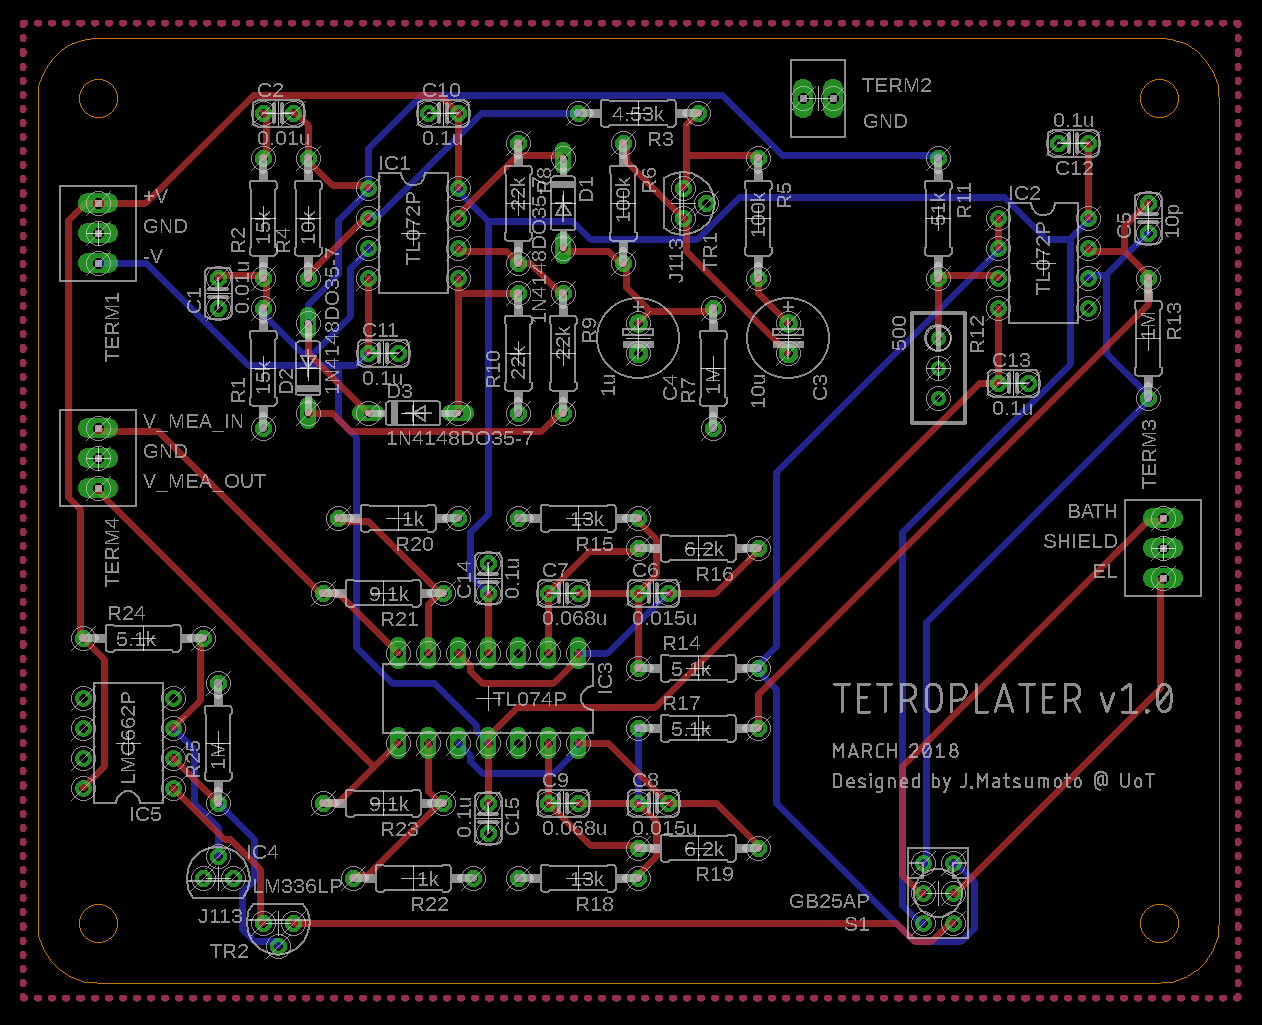 C2
C10
TERM2
4.53k
GND
0.1u
0.01u
0.1u
R3
C12
IC1
+V
GND
-V
TERM1
R2
15k
R4
10k
TL072P
22k
R8
D1
100k
R6
J113
TR1
100k
R5
51k
R11
IC2
TL072P
C5
10p
C1
0.01u
1N4148DO35-7
1N4148DO35-7
R1
15k
D2
C11
0.1u
D3
1N4148DO35-7
R10
22k
22k
R9
1u
C4
R7
1M
10u
C3
500
R12
C13
0.1u
1M
R13
TERM3
V_MEA_IN
GND
V_MEA_OUT
TERM4
1k
R20
13k
R15
BATH
SHIELD
EL
6.2k
R16
C14
0.1u
C7
C6
9.1k
R21
0.068u
0.015u
R24
5.1k
R14
5.1k
IC3
TL074P
TETROPLATER v1.0
R17
5.1k
LMC662P
R25
1M
MARCH 2018
Designed by J.Matsumoto @ UoT
IC5
9.1k
R23
0.1u
C15
C9
C8
0.068u
0.015u
IC4
LM336LP
6.2k
R19
1k
R22
13k
R18
GB25AP
S1
J113
TR2